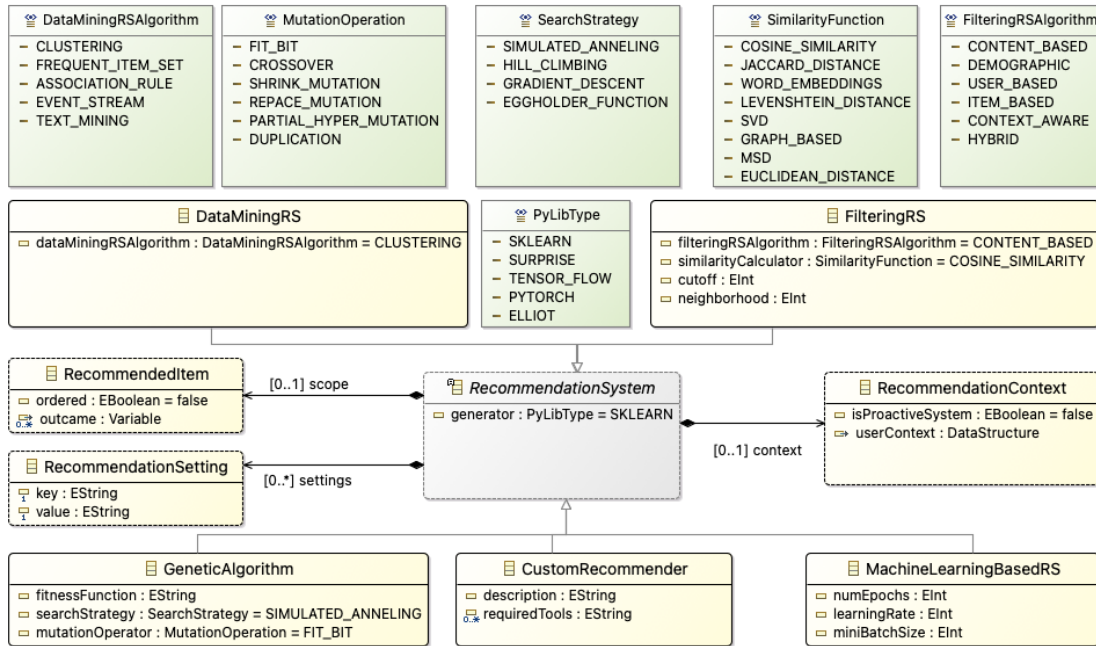 DataMiningRSAlgorithm
CLUSTERING
FREQUENT_ITEM_SET
ASSOCIATION_RULE
EVENT_STREAM
TEXT_MINING
MutationOperation
FIT_BIT
CROSSOVER
SHRINK_MUTATION
REPACE_MUTATION
PARTIAL_HYPER_MUTATION
DUPLICATION
SearchStrategy
SIMULATED_ANNELING
HILL_CLIMBING
GRADIENT_DESCENT
EGGHOLDER_FUNCTION
SimilarityFunction
COSINE_SIMILARITY
JACCARD_DISTANCE
WORD_EMBEDDINGS
LEVENSHTEIN_DISTANCE
SVD
GRAPH_BASED
MSD
EUCLIDEAN_DISTANCE
FilteringRSAlgorithm
CONTENT_BASED
DEMOGRAPHIC
USER_BASED
ITEM_BASED
CONTEXT_AWARE
HYBRID
DataMiningRS
dataMiningRSAlgorithm : DataMiningRSAlgorithm = CLUSTERING
PyLibType
SKLEARN
SURPRISE
TENSOR_FLOW
PYTORCH
ELLIOT
FilteringRS
filteringRSAlgorithm : FilteringRSAlgorithm = CONTENT_BASED
similarityCalculator : SimilarityFunction = COSINE_SIMILARITY
cutoff : EInt
neighborhood : EInt
RecommendedItem
ordered : EBoolean = false
0..* outcame : Variable
[0..1] scope
RecommendationSystem
generator : PyLibType = SKLEARN
[0..1] context
RecommendationContext
isProactiveSystem : EBoolean = false
userContext : DataStructure
RecommendationSetting
1 key : EString
1 value : EString
[0..*] settings
GeneticAlgorithm
fitnessFunction : EString
searchStrategy : SearchStrategy = SIMULATED_ANNELING
mutationOperator : MutationOperation = FIT_BIT
CustomRecommender
description : EString
0..* requiredTools : EString
MachineLearningBasedRS
numEpochs : EInt
learningRate : EInt
miniBatchSize : EInt